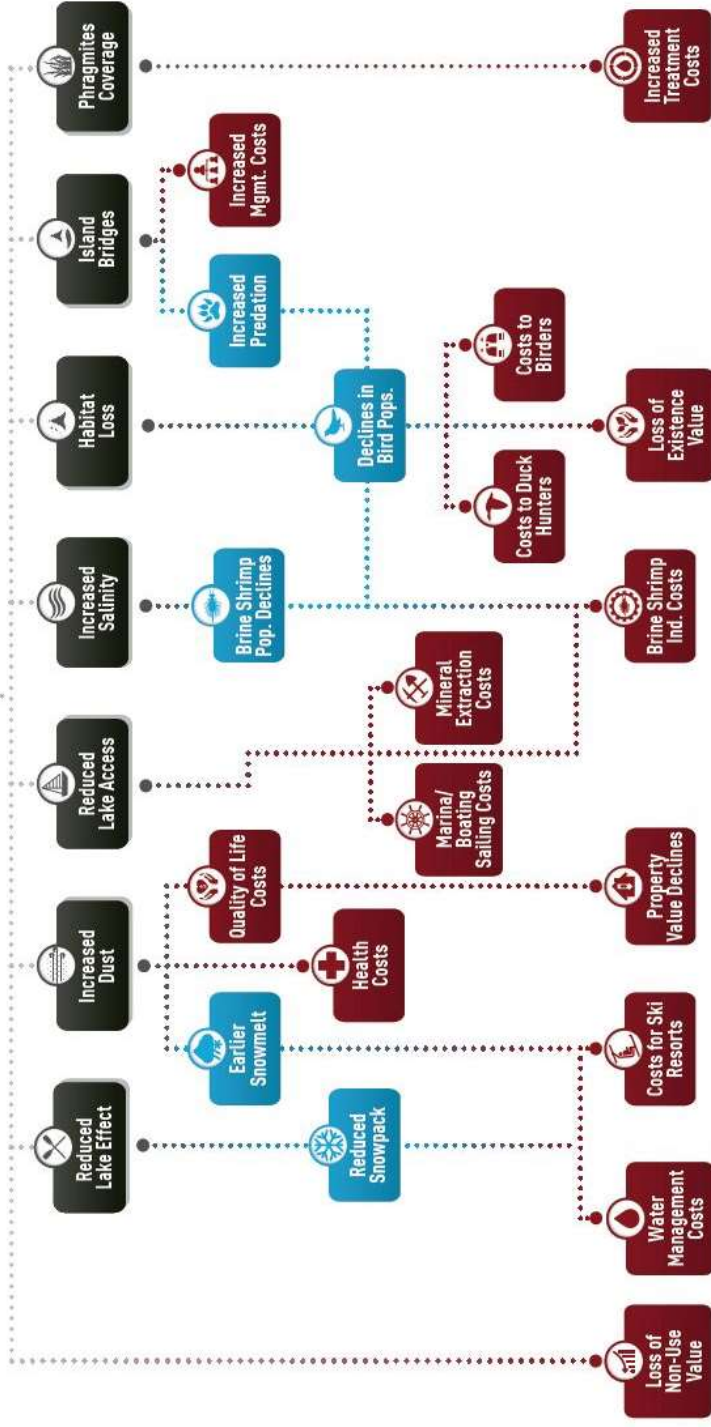 Reduced
Lake Effect
Increased
Dust
Reduced
Lake Access
Increased
Salinity
Habitat
Loss
Island
Bridges
Phragmites
Coverage
Earlier
Snowmelt
Quality of Life
Costs
Brine Shrimp
Pop. Declines
Increased
Predation
Increased
Mgmt. Costs
Reduced
Snowpack
Health
Costs
Declines in
Bird Pops.
Marina/
Boating
Sailing Costs
Mineral
Extraction
Costs
Costs to Duck
Hunters
Costs to
Birders
Loss of
Non-Use
Value
Water
Management
Costs
Costs for Ski
Resorts
Property
Value Declines
Brine Shrimp
Ind. Costs
Loss of
Existence
Value
Increased
Treatment
Costs